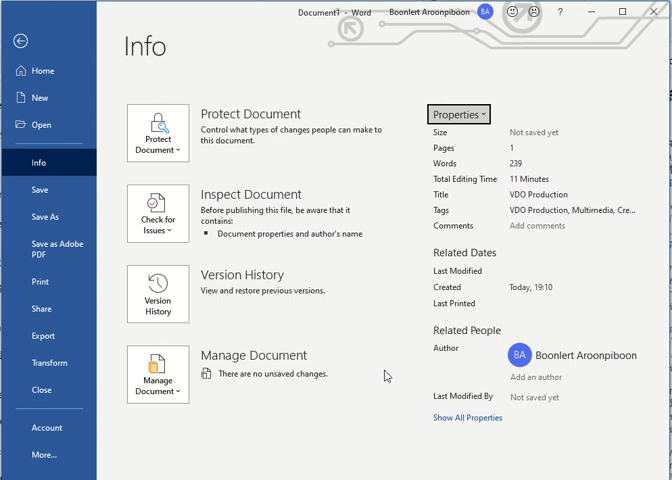 Document1 - Word
Boonlert Aroonpiboon
BA
?
Info
Home
New
Open
Info
Save
Save As
Save as Adobe
PDF
Print
Share
Export
Transform
Close
Account
More...
Protect
Document
Protect Document
Control what types of changes people can make to
this document.
Check for
Issues
Inspect Document
Before publishing this file, be aware that it
contains:
Document properties and author's name
Version
History
Version History
View and restore previous versions.
Manage
Document
Manage Document
There are no unsaved changes.
Properties
Size Not saved yet
Pages 1
Words 239
Total Editing Time 11 Minutes
Title VDO Production
Tags VDO Production, Multimedia, Cre...
Comments Add comments
Related Dates
Last Modified
Created Today, 19:10
Last Printed
Related People
Author BA Boonlert Aroonpiboon
Add an author
Last Modified By Not saved yet
Show All Properties